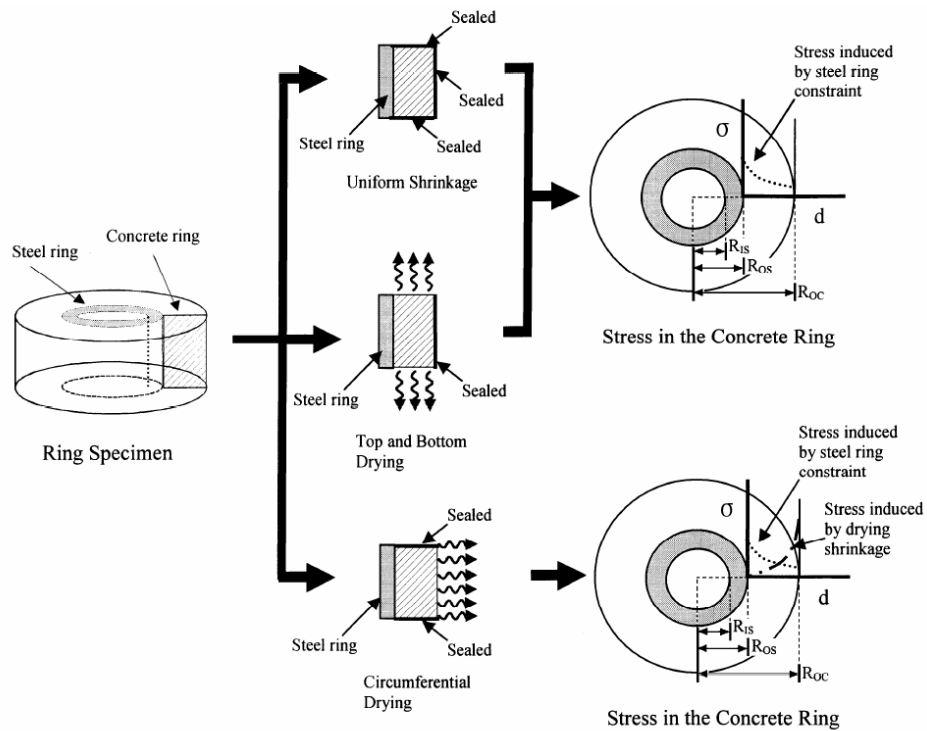 Sealed
Steel ring
Sealed
Sealed
Uniform Shrinkage
Stress induced
by steel ring
constraint
σ
d
R_IS
R_OS
R_OC
Stress in the Concrete Ring
Steel ring
Concrete ring
Ring Specimen
Steel ring
Sealed
Top and Bottom
Drying
Sealed
Steel ring
Sealed
Circumferential
Drying
Stress induced
by steel ring
constraint
Stress induced
by drying
shrinkage
σ
d
R_IS
R_OS
R_OC
Stress in the Concrete Ring